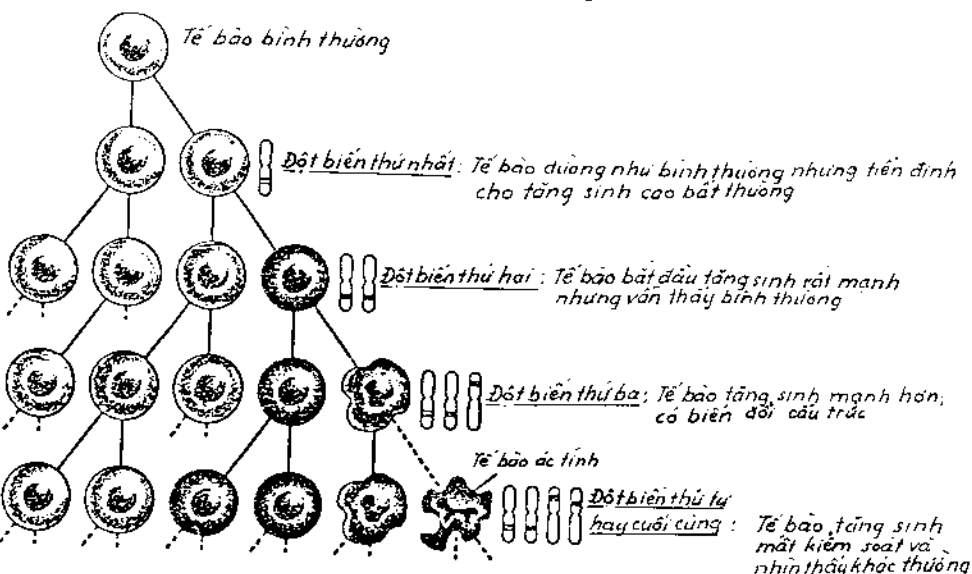 Tế bào bình thường
Đột biến thứ nhất : Tế bào dường như bình thường nhưng tiền định
cho tăng sinh cao bất thường
Đột biến thứ hai : Tế bào bắt đầu tăng sinh rất mạnh
nhưng vẫn thấy bình thường
Đột biến thứ ba : Tế bào tăng sinh mạnh hơn;
có biến đổi cấu trúc
Tế bào ác tính
Đột biến thứ tư
hay cuối cùng : Tế bào tăng sinh
mất kiểm soát và
nhìn thấy khác thường